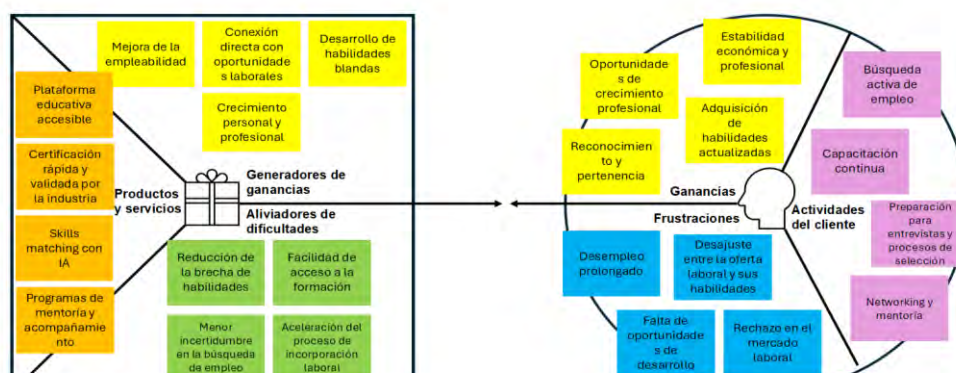 Mejora de la
empleabilidad
Conexión
directa con
oportunidade
s laborales
Desarrollo de
habilidades
blandas
Crecimiento
personal y
profesional
Plataforma
educativa
accesible
Certificación
rápida y
validada por
la industria
Skills
matching con
IA
Programas de
mentoría y
acompañamie
nto
Productos
y servicios
Generadores de
ganancias
Aliviadores de
dificultades
Reducción de
la brecha de
habilidades
Facilidad de
acceso a la
formación
Menor
incertidumbre
en la búsqueda
de empleo
Aceleración del
proceso de
incorporación
laboral
Estabilidad
económica y
profesional
Oportunidade
s de
crecimiento
profesional
Adquisición
de
habilidades
actualizadas
Reconocimie
nto y
pertenencia
Ganancias
Frustraciones
Actividades
del cliente
Búsqueda
activa de
empleo
Capacitación
continua
Preparación
para
entrevistas y
procesos de
selección
Networking y
mentoría
Desempleo
prolongado
Desajuste
entre la oferta
laboral y sus
habilidades
Falta de
oportunidade
s de
desarrollo
Rechazo en el
mercado
laboral